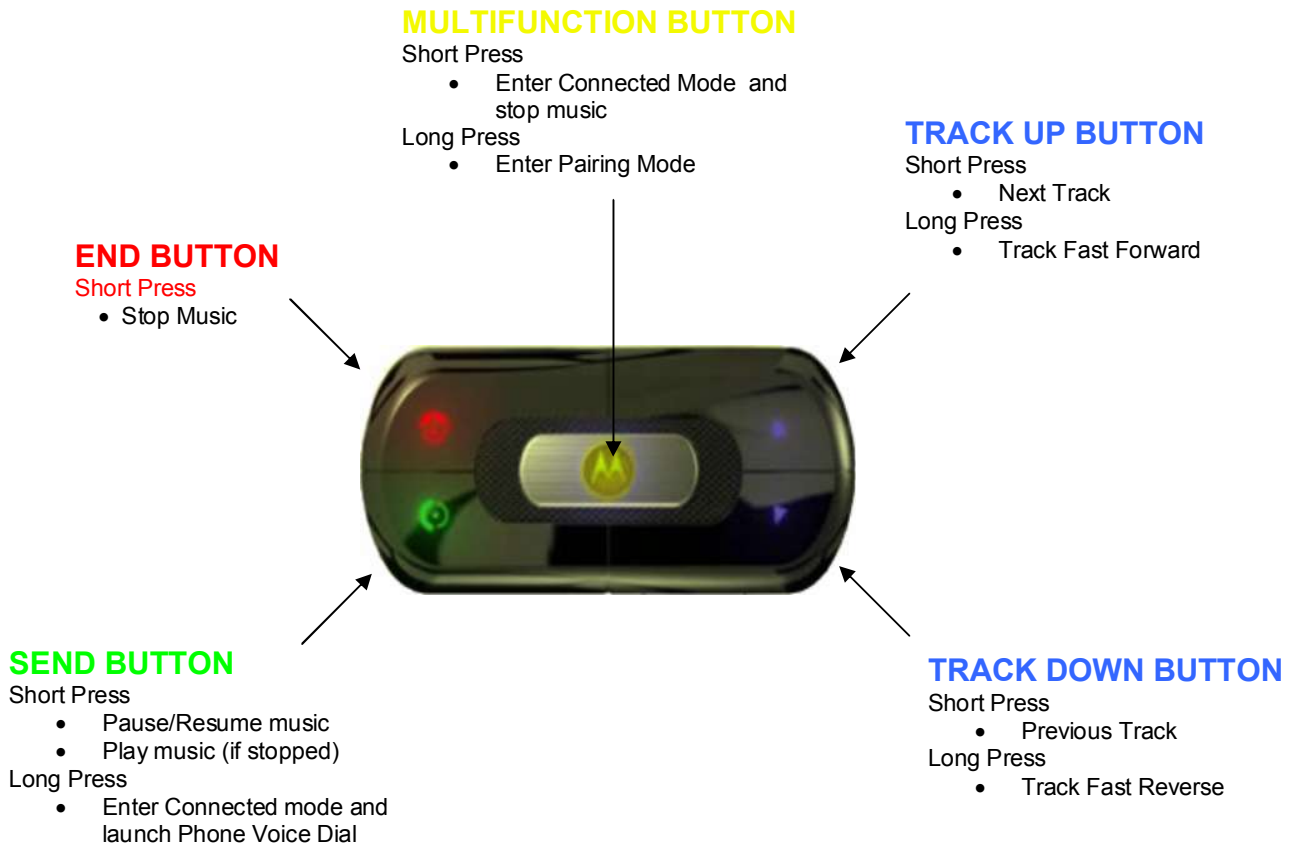 MULTIFUNCTION BUTTON
Short Press
• Enter Connected Mode and
stop music
Long Press
• Enter Pairing Mode
TRACK UP BUTTON
Short Press
• Next Track
Long Press
• Track Fast Forward
END BUTTON
Short Press
• Stop Music
SEND BUTTON
Short Press
• Pause/Resume music
• Play music (if stopped)
Long Press
• Enter Connected mode and
launch Phone Voice Dial
TRACK DOWN BUTTON
Short Press
• Previous Track
Long Press
• Track Fast Reverse